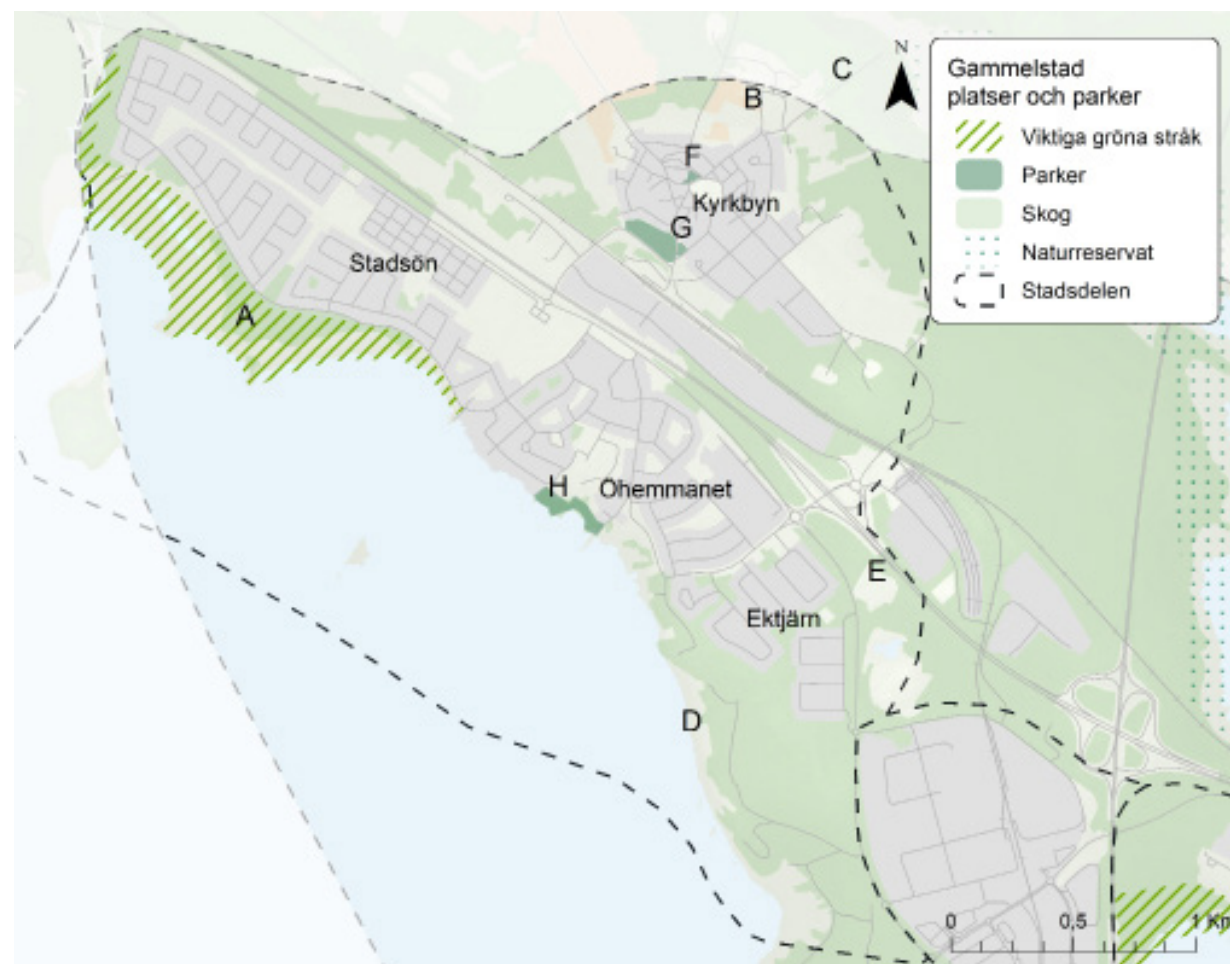 N
C
Gammelstad
platser och parker
Viktiga gröna stråk
Parker
Skog
Naturreservat
Stadsdelen
B
F
Kyrkbyn
G
Stadsön
A
H
Öhemmanet
E
Ektjärn
D
0 0,5 1 Km